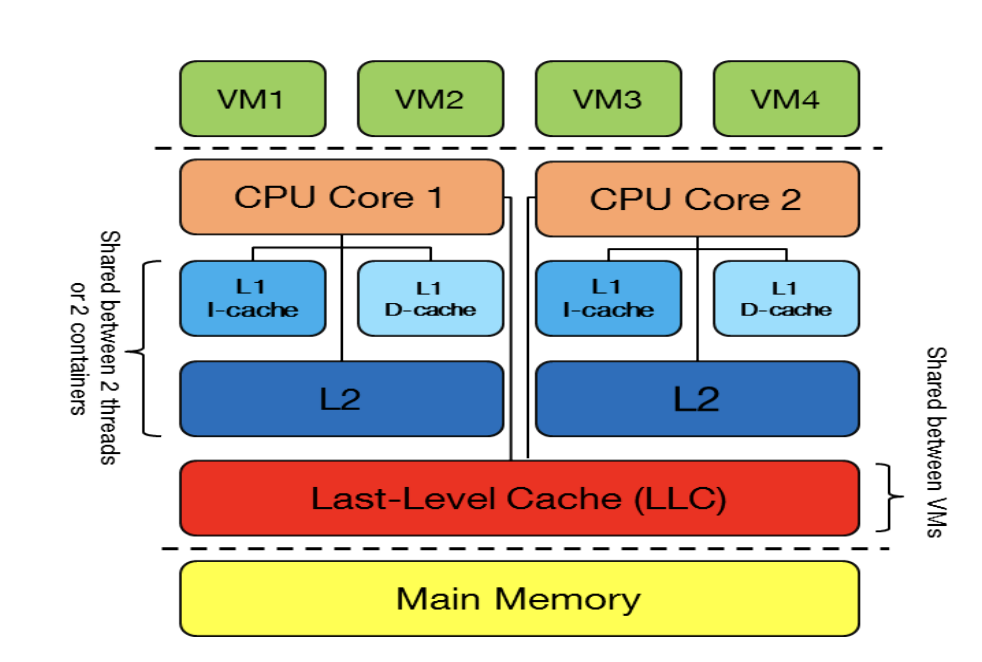 VM1
VM2
VM3
VM4
CPU Core 1
CPU Core 2
Shared between 2 threads
or 2 containers
L1
I-cache
L1
D-cache
L1
I-cache
L1
D-cache
L2
L2
Shared between VMs
Last-Level Cache (LLC)
Main Memory